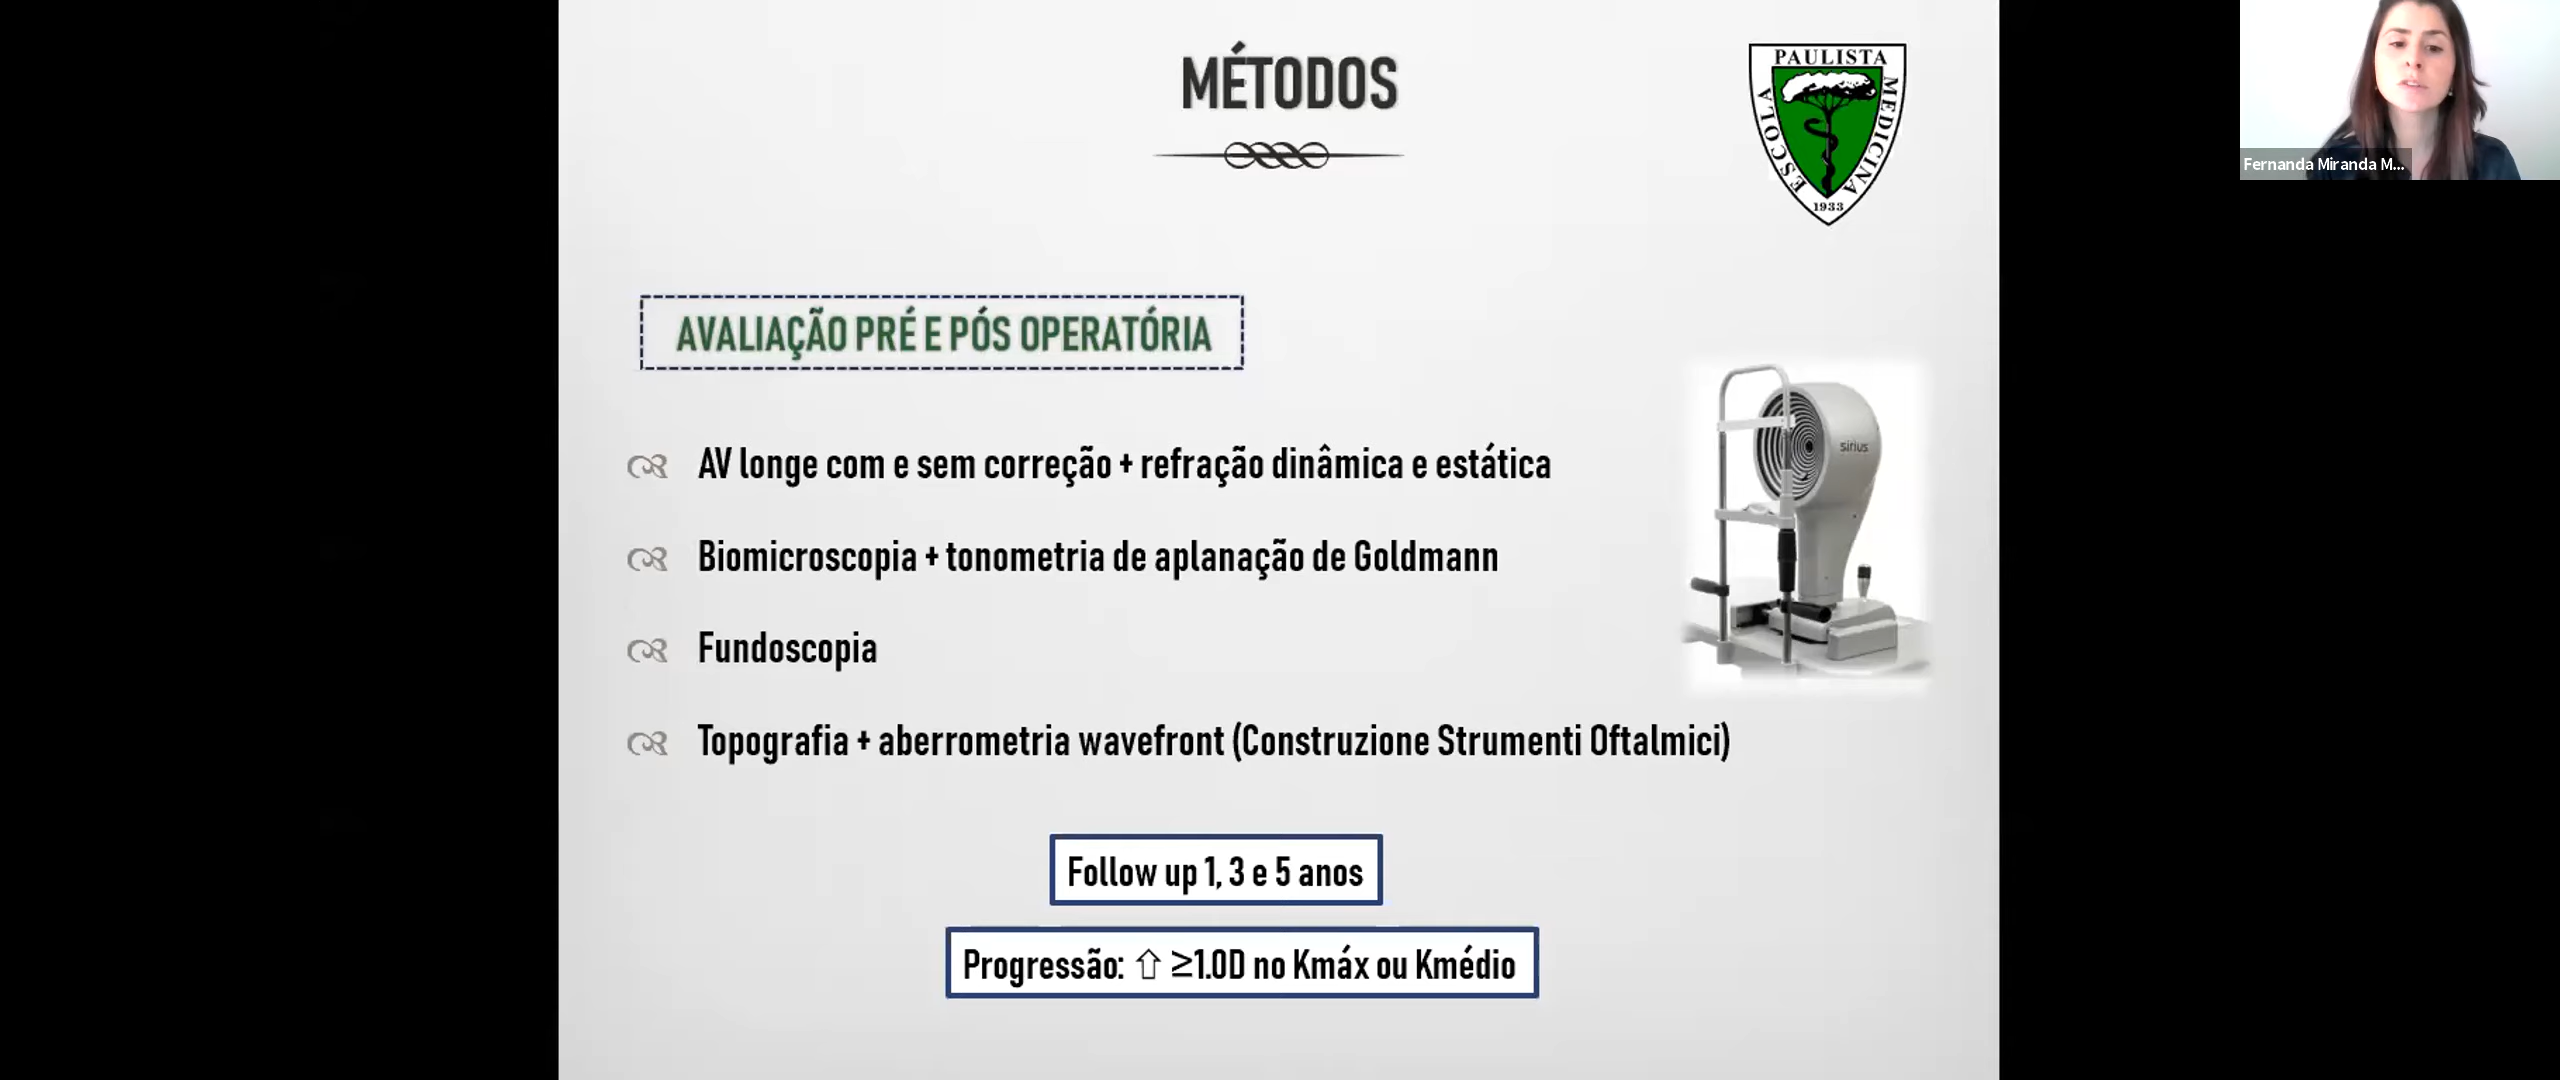 MÉTODOS
ESCOLA
PAULISTA
MEDICINA
1933
Fernanda Miranda M...
AVALIAÇÃO PRÉ E PÓS OPERATÓRIA
AV longe com e sem correção + refração dinâmica e estática
sirius
Biomicroscopia + tonometria de aplanação de Goldmann
Fundoscopia
Topografia + aberrometria wavefront (Construzione Strumenti Oftalmici)
Follow up 1, 3 e 5 anos
Progressão: ⇧ ≥1.0D no Kmáx ou Kmédio